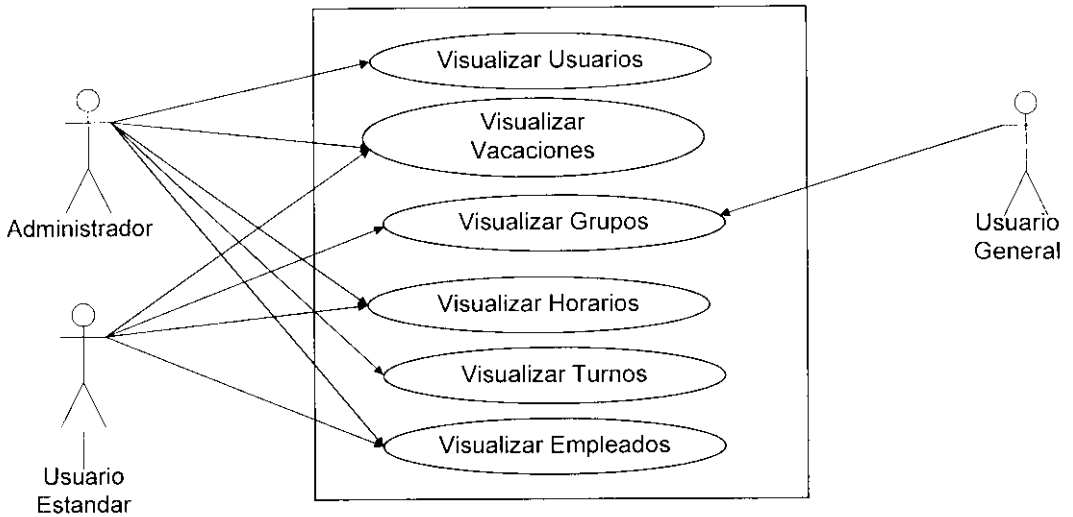 Visualizar Usuarios
Visualizar
Vacaciones
Visualizar Grupos
Visualizar Horarios
Visualizar Turnos
Visualizar Empleados
Administrador
Usuario
Estandar
Usuario
General